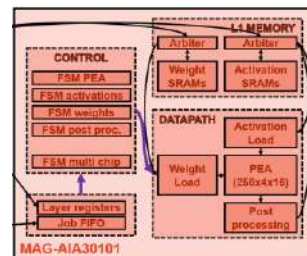 CONTROL
FSM PEA
FSM activations
FSM weights
FSM post proc.
FSM multi chip
Layer registers
Job FIFO
MAG-AIA30101
L1 MEMORY
Arbiter
Arbiter
Weight
SRAMs
Activation
SRAMs
DATAPATH
Activation
Load
Weight
Load
PEA
(256x4x16)
Post
processing